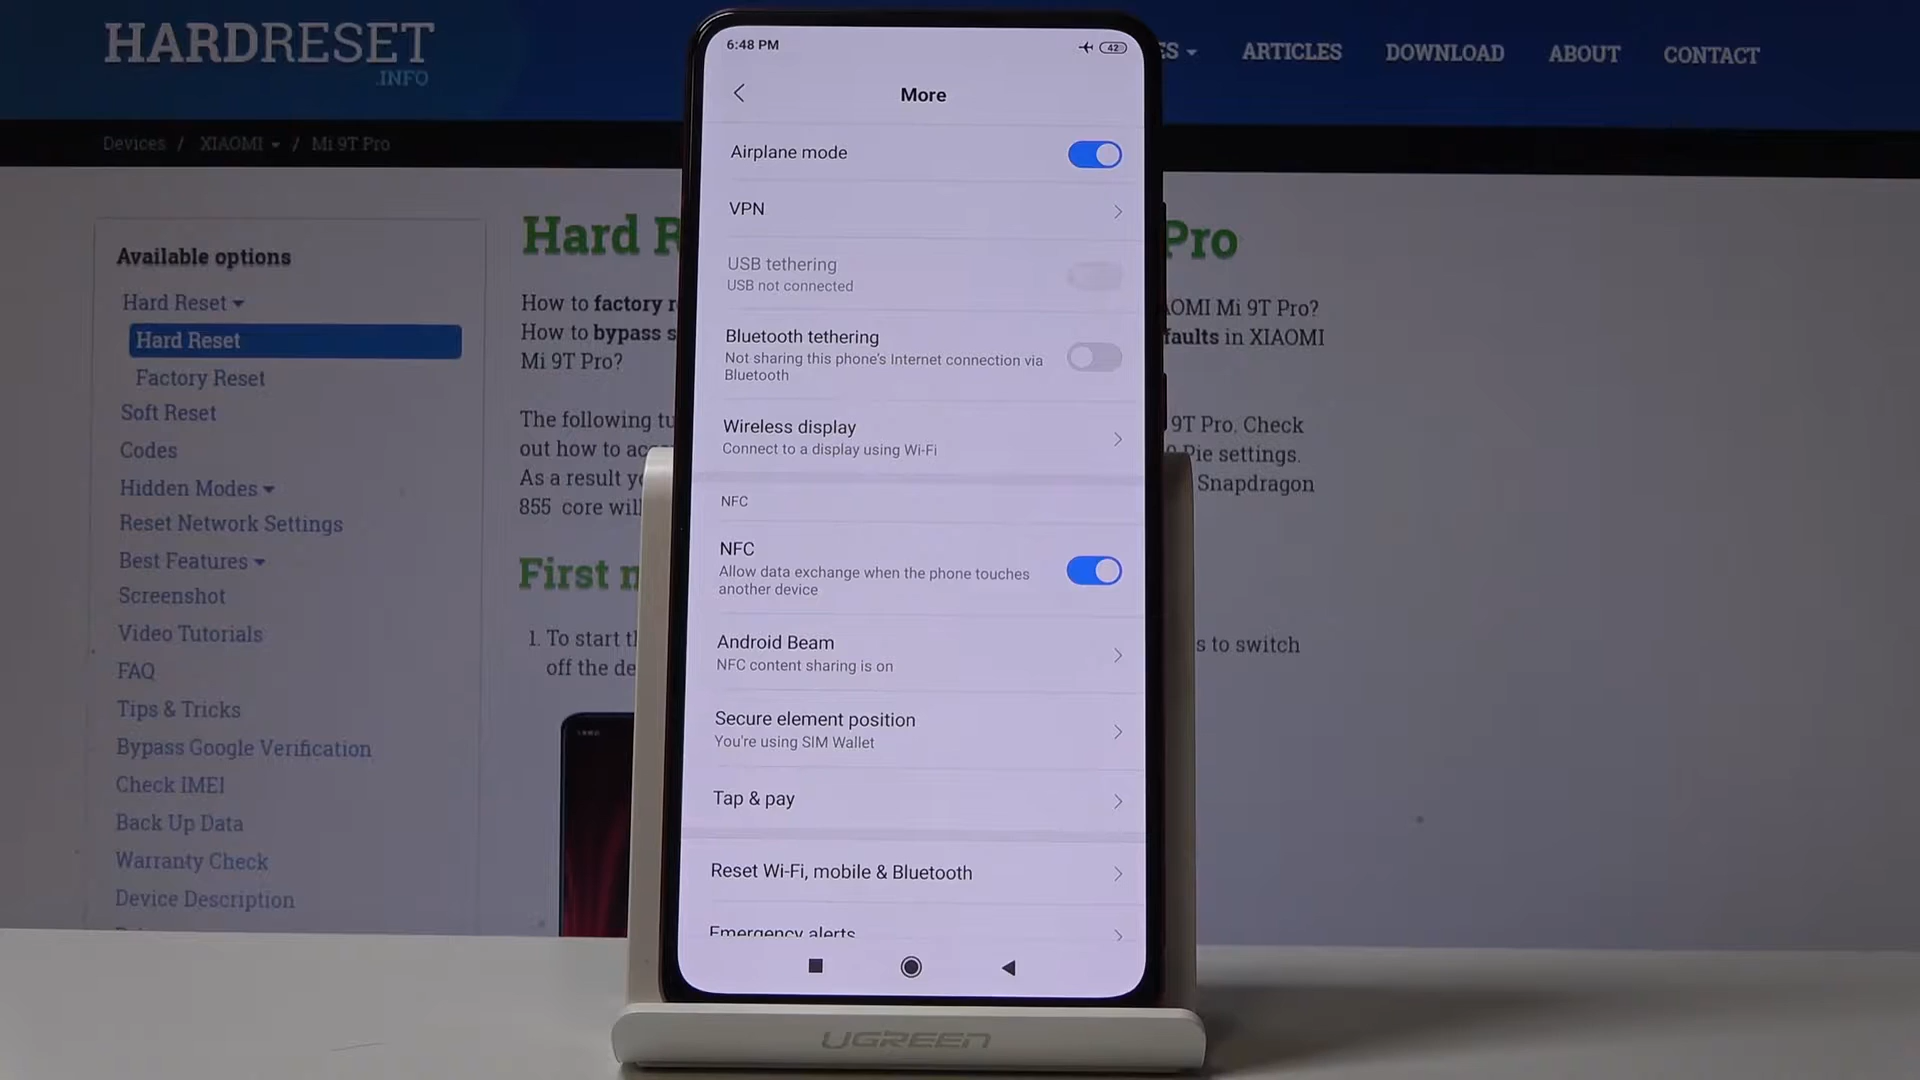 HARDRESET
.INFO
ES
ARTICLES
DOWNLOAD
ABOUT
CONTACT
Devices / XIAOMI / Mi 9T Pro
Available options
Hard Reset
Hard Reset
Factory Reset
Soft Reset
Codes
Hidden Modes
Reset Network Settings
Best Features
Screenshot
Video Tutorials
FAQ
Tips & Tricks
Bypass Google Verification
Check IMEI
Back Up Data
Warranty Check
Device Description
Hard R
Pro
How to factory r
AOMI Mi 9T Pro?
How to bypass s
faults in XIAOMI
Mi 9T Pro?
The following tu
9T Pro. Check
out how to ac
Pie settings.
As a result y
Snapdragon
855 core wil
First
1. To start t
s to switch
off the de
6:48 PM
42
More
Airplane mode
VPN
USB tethering
USB not connected
Bluetooth tethering
Not sharing this phone's Internet connection via
Bluetooth
Wireless display
Connect to a display using Wi-Fi
NFC
NFC
Allow data exchange when the phone touches
another device
Android Beam
NFC content sharing is on
Secure element position
You're using SIM Wallet
Tap & pay
Reset Wi-Fi, mobile & Bluetooth
Emergency alerts
UGREEN